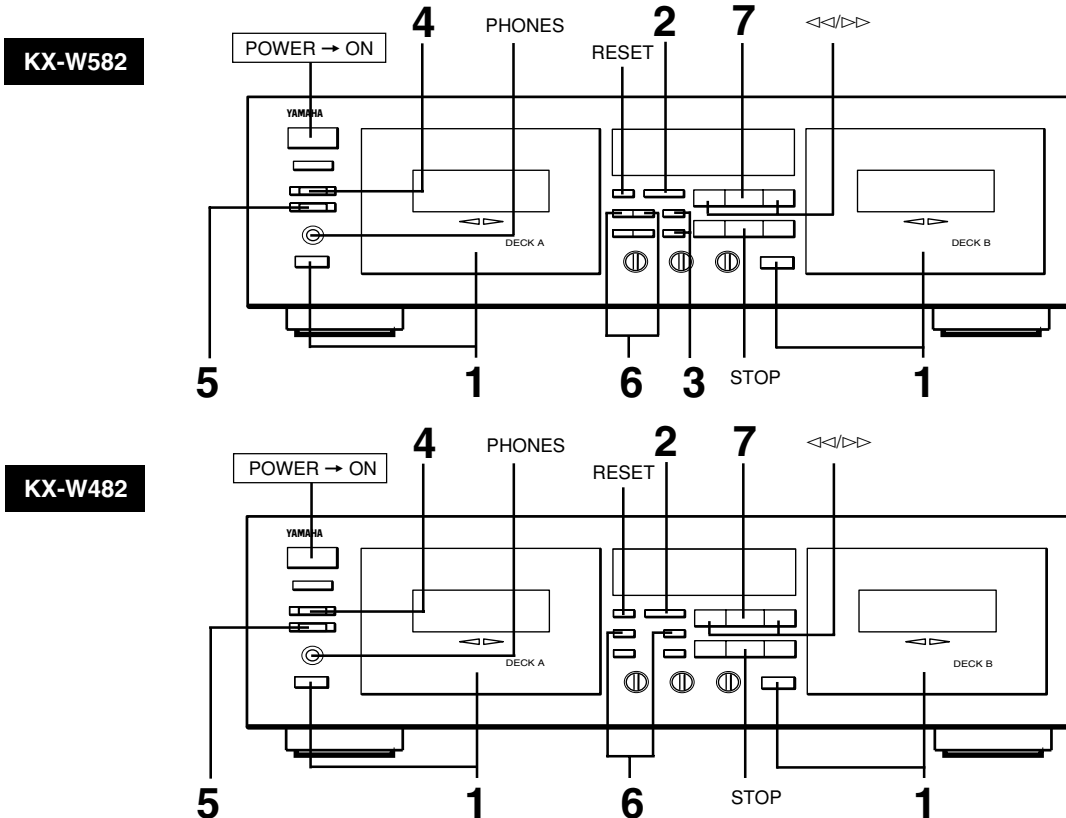 KX-W582
POWER → ON
4
PHONES
RESET
2
7
◁◁/▷▷
YAMAHA
DECK A
DECK B
5
1
6
3
STOP
1
KX-W482
POWER → ON
4
PHONES
RESET
2
7
◁◁/▷▷
YAMAHA
DECK A
DECK B
5
1
6
STOP
1